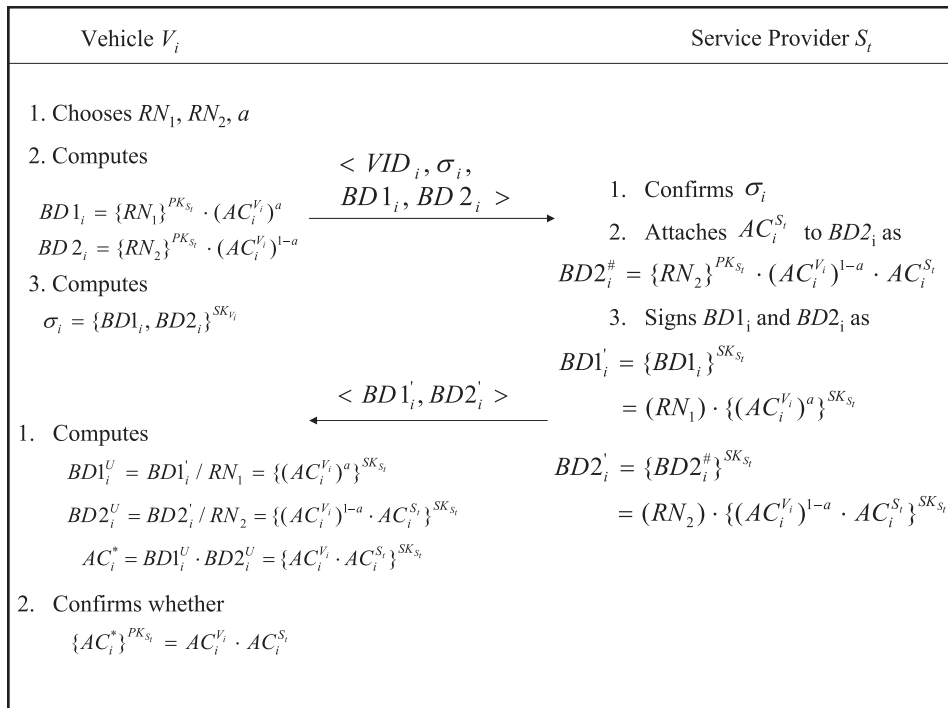 Vehicle V_i
Service Provider S_t
1. Chooses RN_1, RN_2, a
2. Computes
BD1_i = {RN_1}^{PK_{S_t}} · (AC_i^{V_i})^a
BD2_i = {RN_2}^{PK_{S_t}} · (AC_i^{V_i})^{1-a}
3. Computes
σ_i = {BD1_i, BD2_i}^{SK_{V_i}}
< VID_i, σ_i,
BD1_i, BD2_i >
1. Confirms σ_i
2. Attaches AC_i^{S_t} to BD2_i as
BD2_i^# = {RN_2}^{PK_{S_t}} · (AC_i^{V_i})^{1-a} · AC_i^{S_t}
3. Signs BD1_i and BD2_i as
BD1_i^' = {BD1_i}^{SK_{S_t}}
= (RN_1) · {(AC_i^{V_i})^a}^{SK_{S_t}}
BD2_i^' = {BD2_i^#}^{SK_{S_t}}
= (RN_2) · {(AC_i^{V_i})^{1-a} · AC_i^{S_t}}^{SK_{S_t}}
< BD1_i^', BD2_i^' >
1. Computes
BD1_i^U = BD1_i^' / RN_1 = {(AC_i^{V_i})^a}^{SK_{S_t}}
BD2_i^U = BD2_i^' / RN_2 = {(AC_i^{V_i})^{1-a} · AC_i^{S_t}}^{SK_{S_t}}
AC_i^* = BD1_i^U · BD2_i^U = {AC_i^{V_i} · AC_i^{S_t}}^{SK_{S_t}}
2. Confirms whether
{AC_i^*}^{PK_{S_t}} = AC_i^{V_i} · AC_i^{S_t}